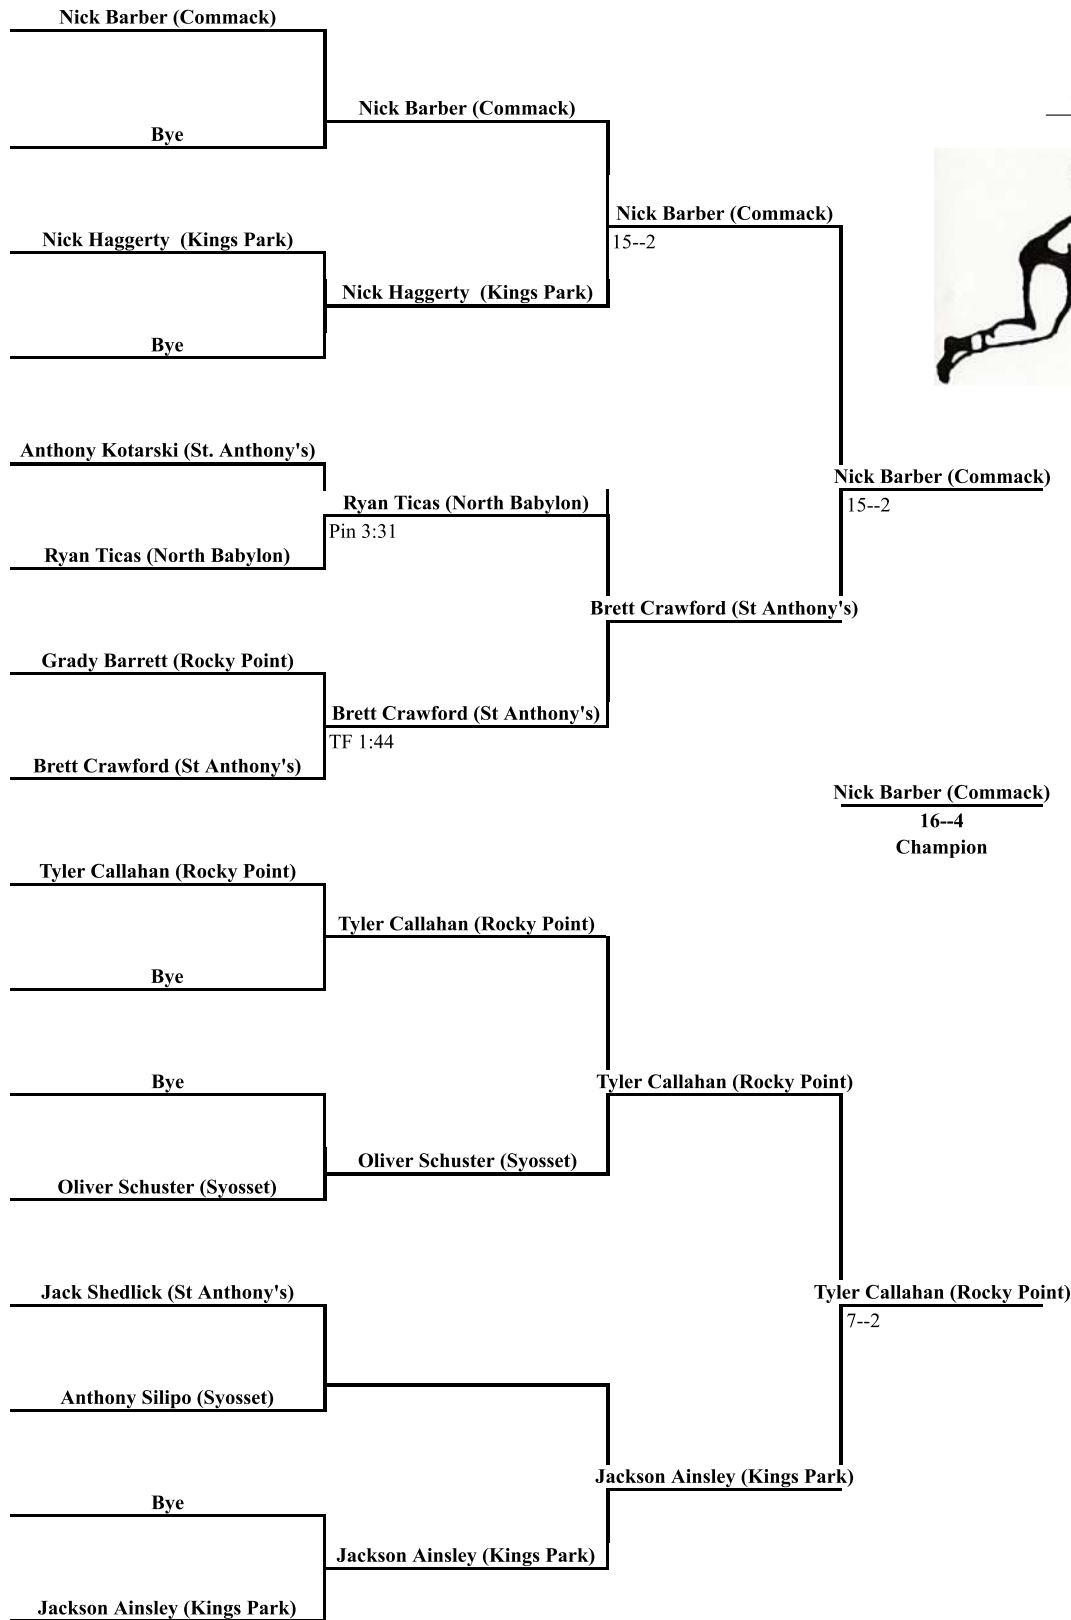 Nick Barber (Commack)
Nick Barber (Commack)
Bye
Nick Barber (Commack)
15--2
Nick Haggerty  (Kings Park)
Nick Haggerty  (Kings Park)
Bye
Anthony Kotarski (St. Anthony's)
Nick Barber (Commack)
15--2
Ryan Ticas (North Babylon)
Pin 3:31
Ryan Ticas (North Babylon)
Brett Crawford (St Anthony's)
Grady Barrett (Rocky Point)
Brett Crawford (St Anthony's)
TF 1:44
Brett Crawford (St Anthony's)
Nick Barber (Commack)
16--4
Champion
Tyler Callahan (Rocky Point)
Tyler Callahan (Rocky Point)
Bye
Bye
Tyler Callahan (Rocky Point)
Oliver Schuster (Syosset)
Oliver Schuster (Syosset)
Jack Shedlick (St Anthony's)
Tyler Callahan (Rocky Point)
7--2
Anthony Silipo (Syosset)
Jackson Ainsley (Kings Park)
Bye
Jackson Ainsley (Kings Park)
Jackson Ainsley (Kings Park)